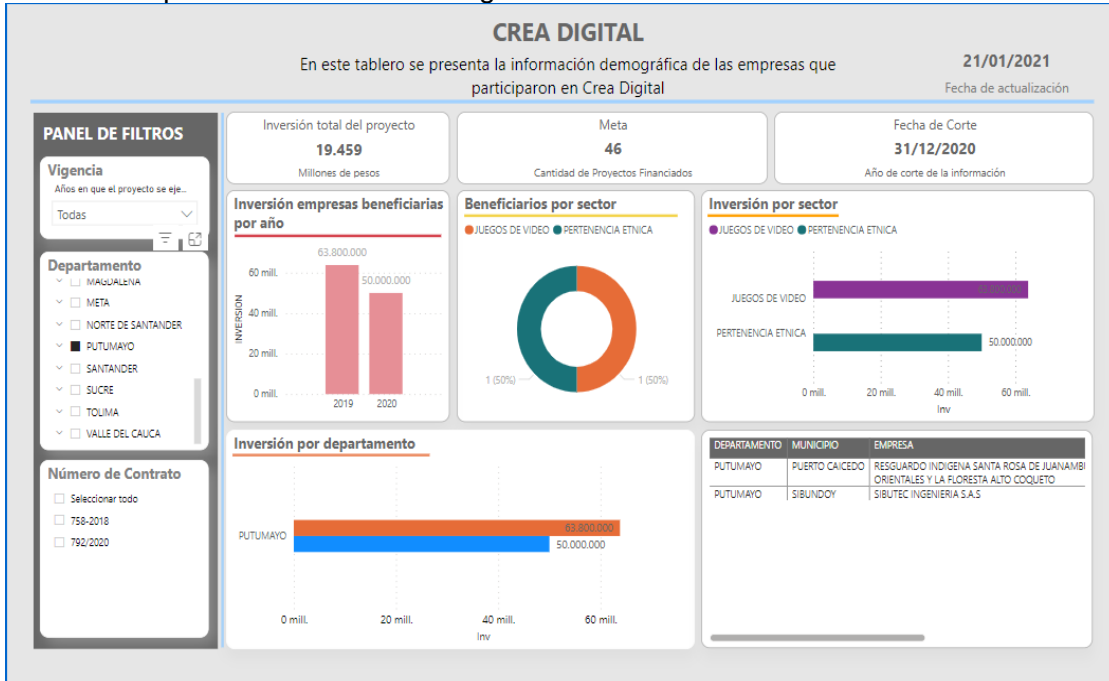 CREA DIGITAL
En este tablero se presenta la información demográfica de las empresas que
participaron en Crea Digital
21/01/2021
Fecha de actualización
PANEL DE FILTROS
Vigencia
Años en que el proyecto se eje...
Todas
Departamento
MAGDALENA
META
NORTE DE SANTANDER
PUTUMAYO
SANTANDER
SUCRE
TOLIMA
VALLE DEL CAUCA
Número de Contrato
Seleccionar todo
758-2018
792/2020
Inversión total del proyecto
19.459
Millones de pesos
Meta
46
Cantidad de Proyectos Financiados
Fecha de Corte
31/12/2020
Año de corte de la información
Inversión empresas beneficiarias
por año
63.800.000
50.000.000
60 mill.
40 mill.
20 mill.
0 mill.
INVERSION
2019 2020
Beneficiarios por sector
JUEGOS DE VIDEO PERTENENCIA ETNICA
1 (50%) 1 (50%)
Inversión por sector
JUEGOS DE VIDEO PERTENENCIA ETNICA
JUEGOS DE VIDEO 63.800.000
PERTENENCIA ETNICA 50.000.000
0 mill. 20 mill. 40 mill. 60 mill.
Inv
Inversión por departamento
PUTUMAYO
63.800.000
50.000.000
0 mill. 20 mill. 40 mill. 60 mill.
Inv
DEPARTAMENTO MUNICIPIO EMPRESA
PUTUMAYO PUERTO CAICEDO RESGUARDO INDIGENA SANTA ROSA DE JUANAMBU
ORIENTALES Y LA FLORESTA ALTO COQUETO
PUTUMAYO SIBUNDOY SIBUTEC INGENIERIA S.A.S